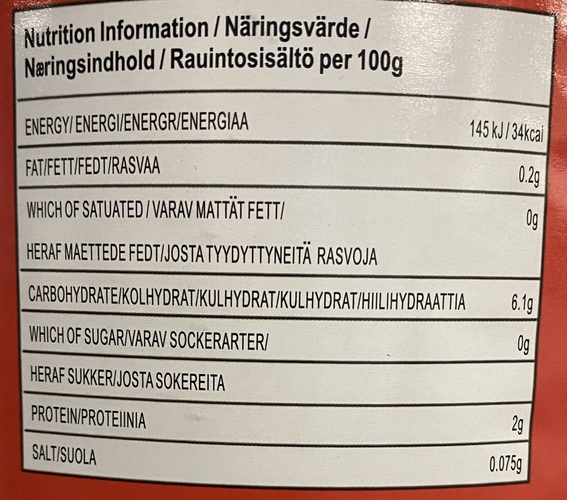 Nutrition Information / Näringsvärde /
Næringsindhold / Rauintosisältö per 100g
ENERGY/ ENERGI/ENERGR/ENERGIAA 145 kJ / 34kcal
FAT/FETT/FEDT/RASVAA 0.2g
WHICH OF SATUATED / VARAV MATTÄT FETT/ 0g
HERAF MAETTEDE FEDT/JOSTA TYYDYTTYNEITÄ RASVOJA
CARBOHYDRATE/KOLHYDRAT/KULHYDRAT/KULHYDRAT/HIILIHYDRAATTIA 6.1g
WHICH OF SUGAR/VARAV SOCKERARTER/ 0g
HERAF SUKKER/JOSTA SOKEREITA
PROTEIN/PROTEIINIA 2g
SALT/SUOLA 0.075g